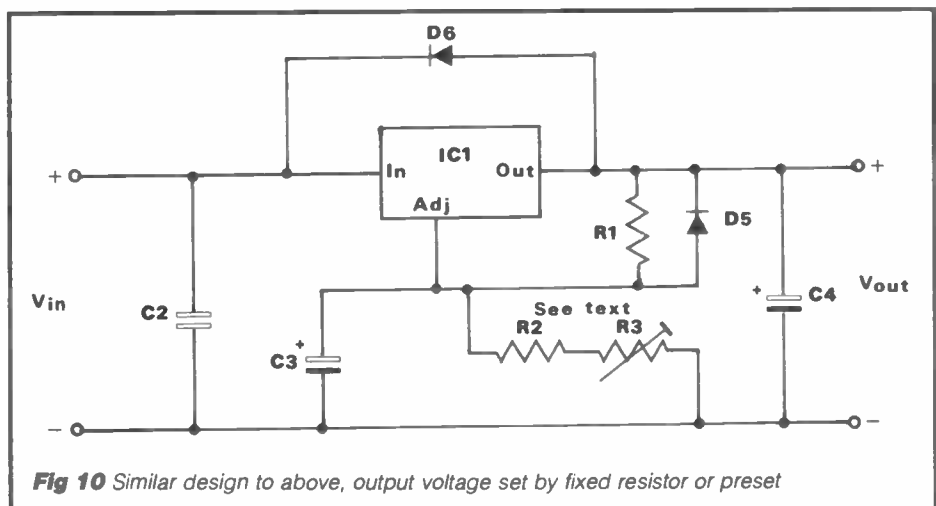 D6
IC1
In
Out
Adj
+
+
R1
D5
Vin
C2
C3
+
See text
R2
R3
+
C4
Vout
−
−
Fig 10 Similar design to above, output voltage set by fixed resistor or preset